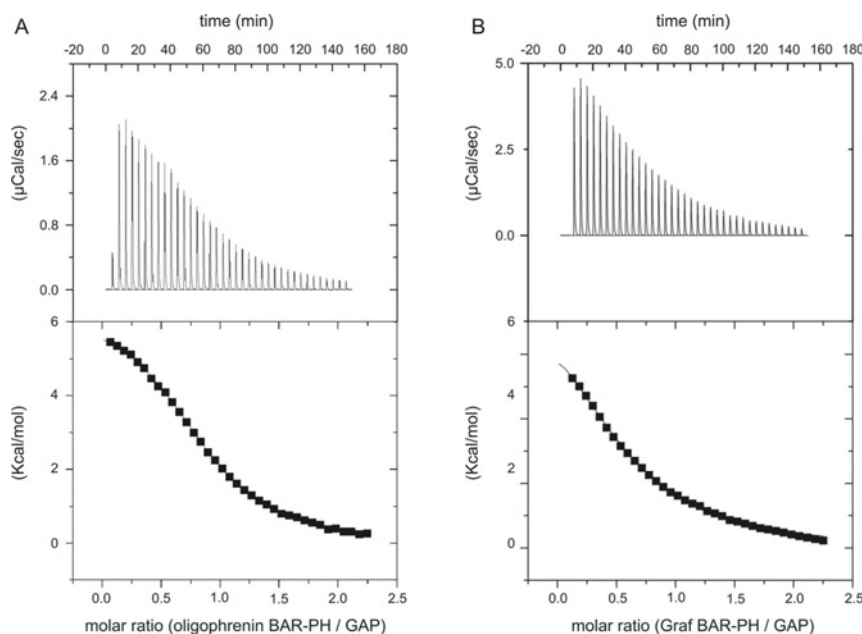 A
time (min)
-20 0 20 40 60 80 100 120 140 160 180
2.4
1.6
0.8
0.0
(µCal/sec)
6
4
2
0
(Kcal/mol)
0.0 0.5 1.0 1.5 2.0 2.5
molar ratio (oligophrenin BAR-PH / GAP)
B
time (min)
-20 0 20 40 60 80 100 120 140 160 180
5.0
2.5
0.0
(µCal/sec)
6
4
2
0
(Kcal/mol)
0.0 0.5 1.0 1.5 2.0 2.5
molar ratio (Graf BAR-PH / GAP)